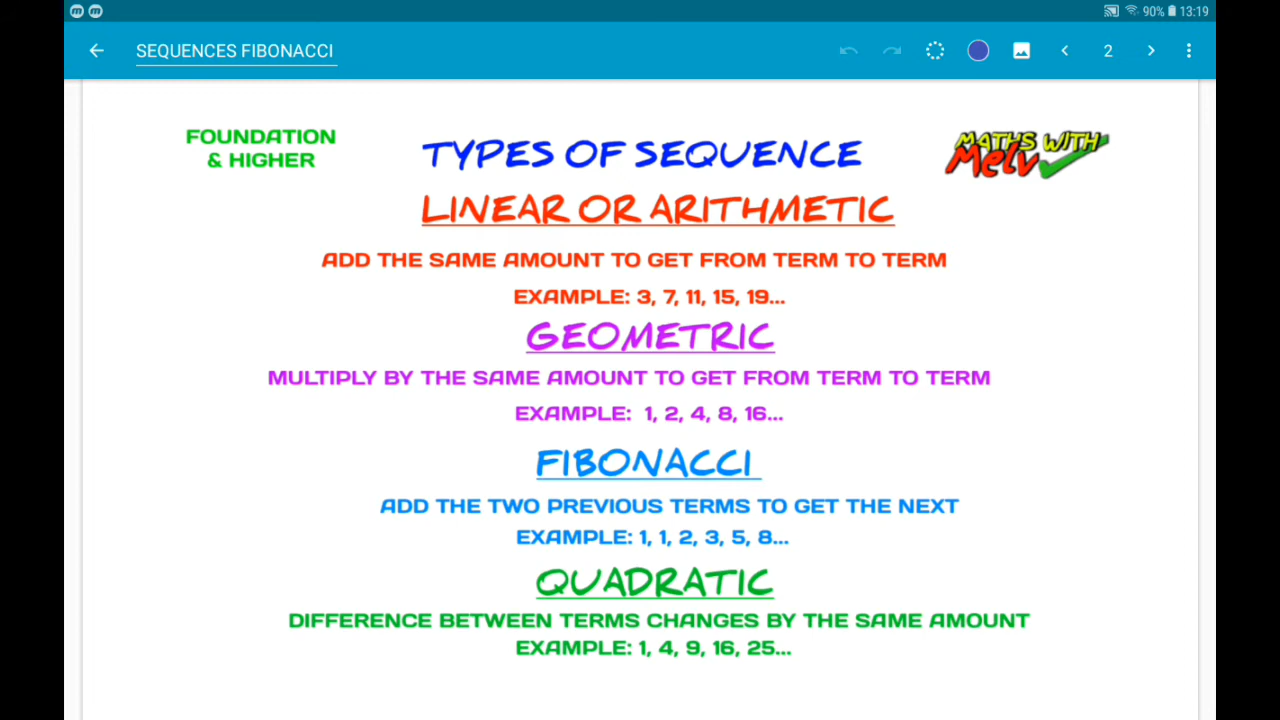 90% 13:19
SEQUENCES FIBONACCI
2
FOUNDATION
& HIGHER
TYPES OF SEQUENCE
MATHS WITH
Melv
LINEAR OR ARITHMETIC
ADD THE SAME AMOUNT TO GET FROM TERM TO TERM
EXAMPLE: 3, 7, 11, 15, 19...
GEOMETRIC
MULTIPLY BY THE SAME AMOUNT TO GET FROM TERM TO TERM
EXAMPLE: 1, 2, 4, 8, 16...
FIBONACCI
ADD THE TWO PREVIOUS TERMS TO GET THE NEXT
EXAMPLE: 1, 1, 2, 3, 5, 8...
QUADRATIC
DIFFERENCE BETWEEN TERMS CHANGES BY THE SAME AMOUNT
EXAMPLE: 1, 4, 9, 16, 25...